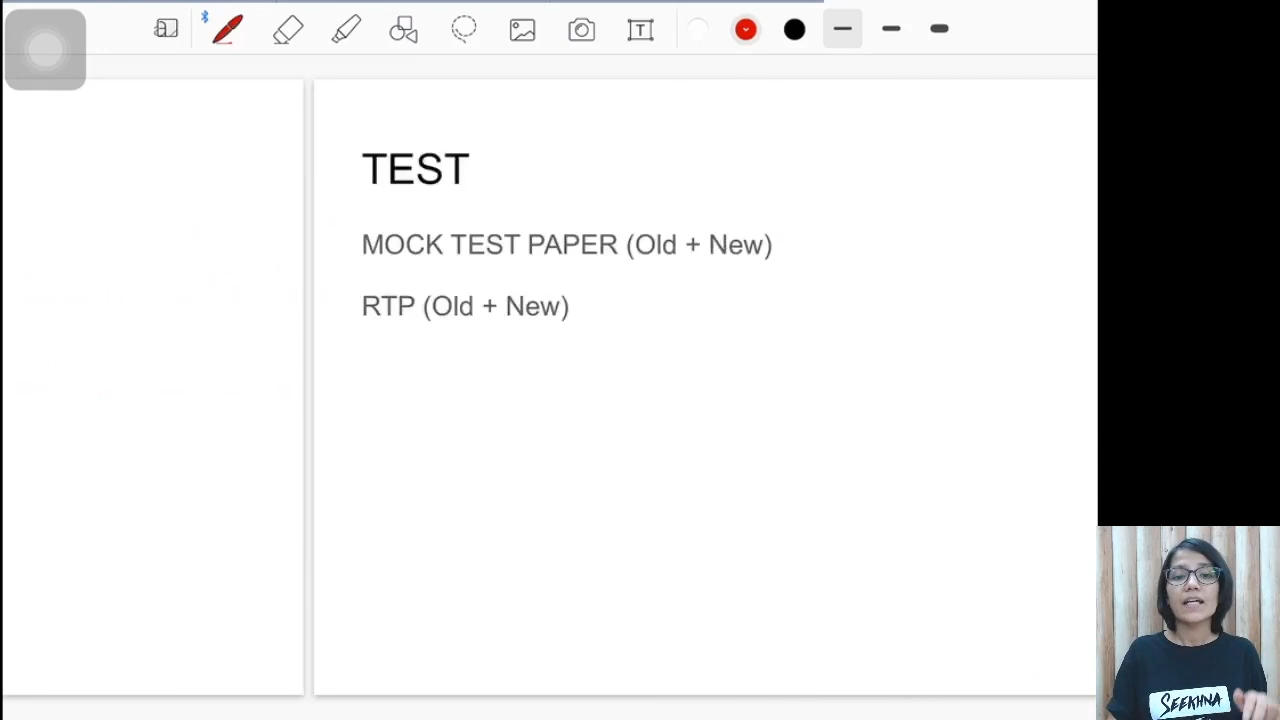 TEST
MOCK TEST PAPER (Old + New)
RTP (Old + New)
SEEKHNA